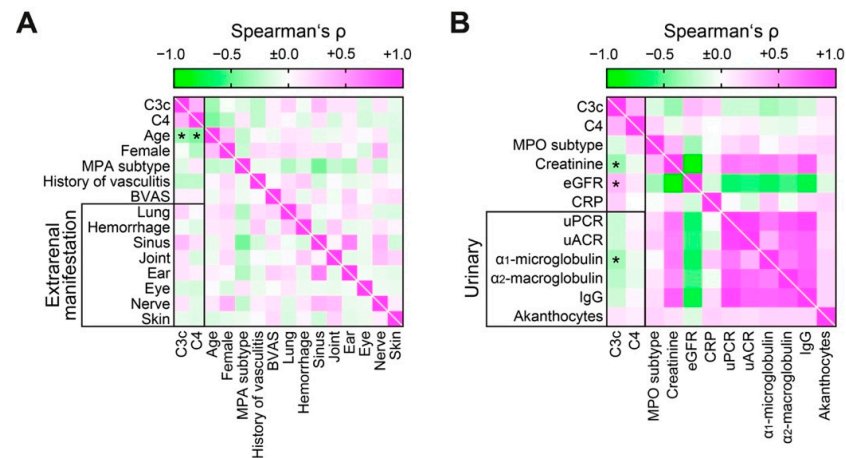 A
Spearman‘s ρ
−1.0 −0.5 ±0.0 +0.5 +1.0
C3c
C4
Age * *
Female
MPA subtype
History of vasculitis
BVAS
Extrarenal
manifestation
Lung
Hemorrhage
Sinus
Joint
Ear
Eye
Nerve
Skin
C3c
C4
Age
Female
MPA subtype
History of vasculitis
BVAS
Lung
Hemorrhage
Sinus
Joint
Ear
Eye
Nerve
Skin
B
Spearman‘s ρ
−1.0 −0.5 ±0.0 +0.5 +1.0
C3c
C4
MPO subtype
Creatinine *
eGFR *
CRP
Urinary
uPCR
uACR
α1-microglobulin *
α2-macroglobulin
IgG
Akanthocytes
C3c
C4
MPO subtype
Creatinine
eGFR
CRP
uPCR
uACR
α1-microglobulin
α2-macroglobulin
IgG
Akanthocytes